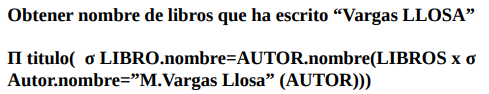 Obtener nombre de libros que ha escrito “Vargas LLOSA”
Π titulo(  σ LIBRO.nombre=AUTOR.nombre(LIBROS x σ
Autor.nombre=”M.Vargas Llosa” (AUTOR)))